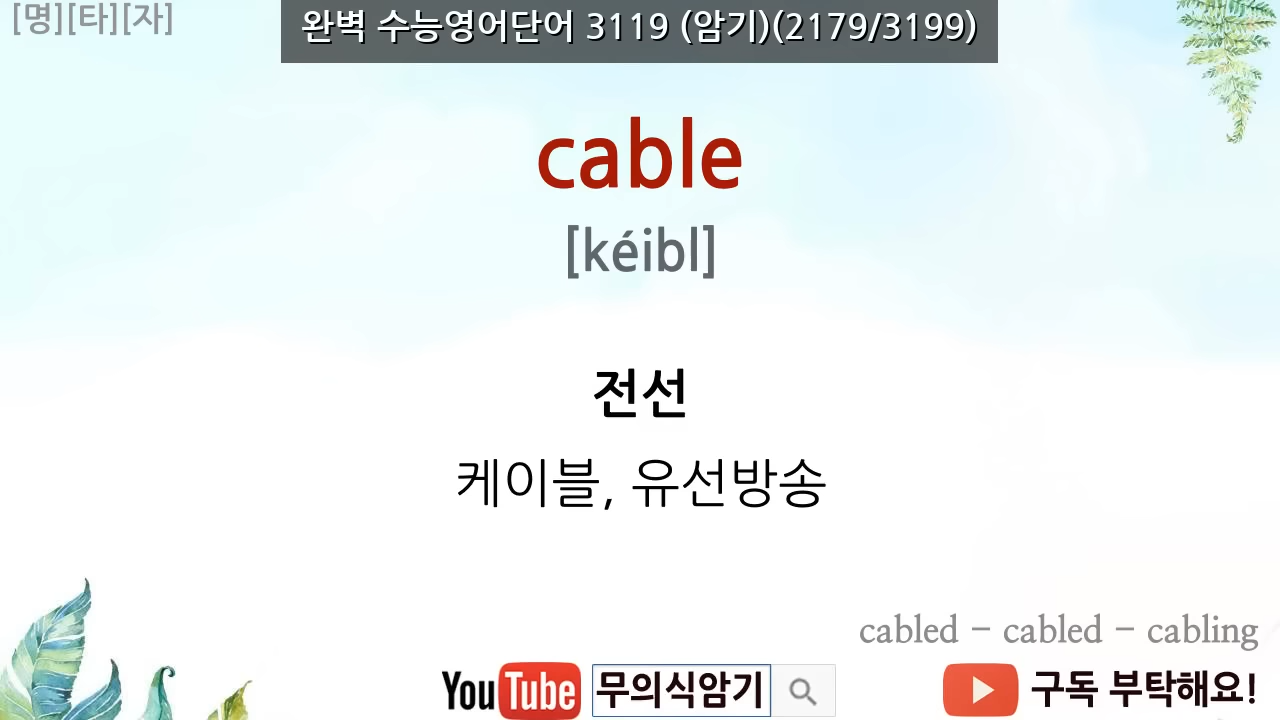 [명][타][자]
완벽 수능영어단어 3119 (암기)(2179/3199)
cable
[kéibl]
전선
케이블, 유선방송
cabled - cabled - cabling
YouTube 무의식암기
구독 부탁해요!